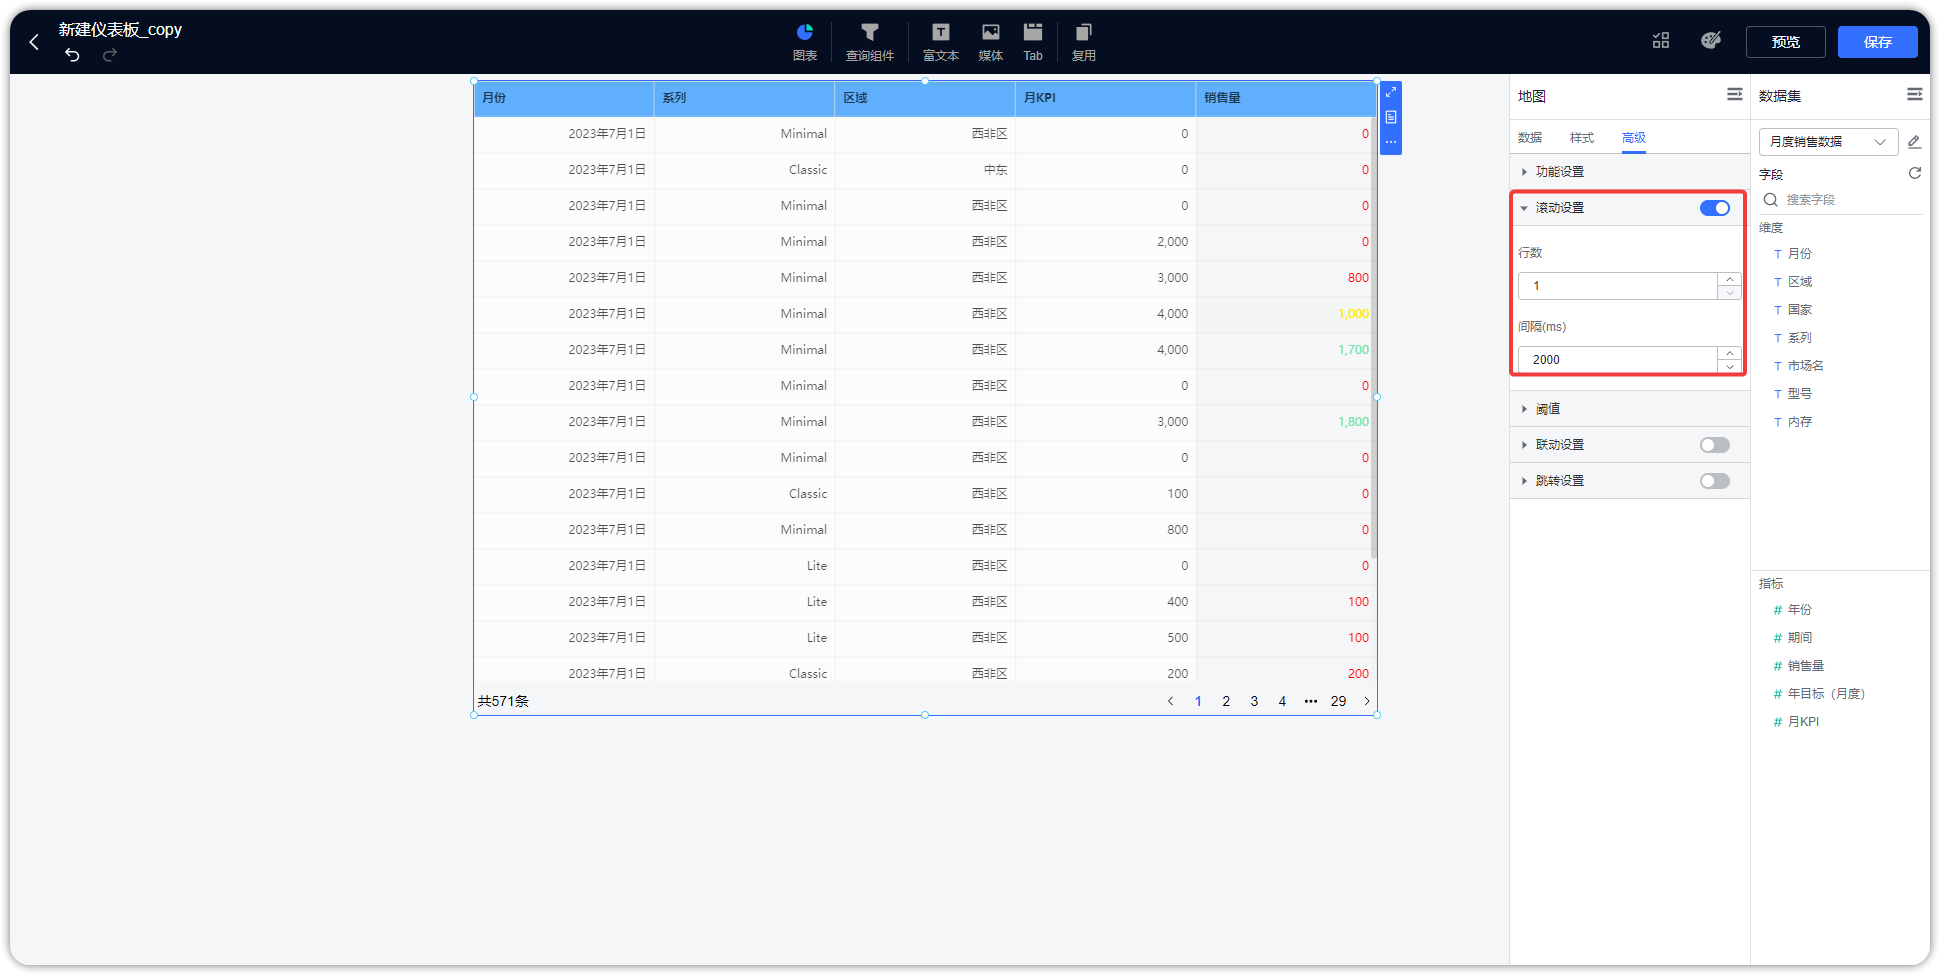 新建仪表板_copy
图表
查询组件
富文本
媒体
Tab
复用
预览
保存
月份 系列 区域 月KPI 销售量
2023年7月1日 Minimal 西非区 0 0
2023年7月1日 Classic 中东 0 0
2023年7月1日 Minimal 西非区 0 0
2023年7月1日 Minimal 西非区 2,000 0
2023年7月1日 Minimal 西非区 3,000 800
2023年7月1日 Minimal 西非区 4,000 1,000
2023年7月1日 Minimal 西非区 4,000 1,700
2023年7月1日 Minimal 西非区 0 0
2023年7月1日 Minimal 西非区 3,000 1,800
2023年7月1日 Minimal 西非区 0 0
2023年7月1日 Classic 西非区 100 0
2023年7月1日 Minimal 西非区 800 0
2023年7月1日 Lite 西非区 0 0
2023年7月1日 Lite 西非区 400 100
2023年7月1日 Lite 西非区 500 100
2023年7月1日 Classic 西非区 200 200
共571条 1 2 3 4 ••• 29
地图
数据 样式 高级
功能设置
滚动设置
行数
1
间隔(ms)
2000
阈值
联动设置
跳转设置
数据集
月度销售数据
字段
搜索字段
维度
T 月份
T 区域
T 国家
T 系列
T 市场名
T 型号
T 内存
指标
# 年份
# 期间
# 销售量
# 年目标（月度）
# 月KPI